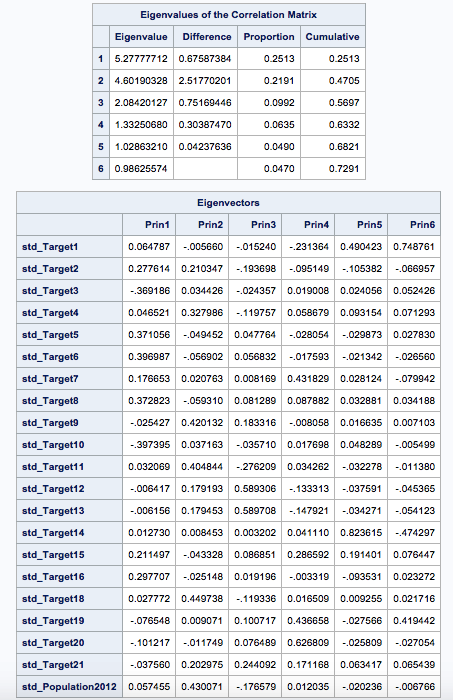 Eigenvalues of the Correlation Matrix
Eigenvalue Difference Proportion Cumulative
1 5.27777712 0.67587384 0.2513 0.2513
2 4.60190328 2.51770201 0.2191 0.4705
3 2.08420127 0.75169446 0.0992 0.5697
4 1.33250680 0.30387470 0.0635 0.6332
5 1.02863210 0.04237636 0.0490 0.6821
6 0.98625574 0.0470 0.7291
Eigenvectors
Prin1 Prin2 Prin3 Prin4 Prin5 Prin6
std_Target1 0.064787 -.005660 -.015240 -.231364 0.490423 0.748761
std_Target2 0.277614 0.210347 -.193698 -.095149 -.105382 -.066957
std_Target3 -.369186 0.034426 -.024357 0.019008 0.024056 0.052426
std_Target4 0.046521 0.327986 -.119757 0.058679 0.093154 0.071293
std_Target5 0.371056 -.049452 0.047764 -.028054 -.029873 0.027830
std_Target6 0.396987 -.056902 0.056832 -.017593 -.021342 -.026560
std_Target7 0.176653 0.020763 0.008169 0.431829 0.028124 -.079942
std_Target8 0.372823 -.059310 0.081289 0.087882 0.032881 0.034188
std_Target9 -.025427 0.420132 0.183316 -.008058 0.016635 0.007103
std_Target10 -.397395 0.037163 -.035710 0.017698 0.048289 -.005499
std_Target11 0.032069 0.404844 -.276209 0.034262 -.032278 -.011380
std_Target12 -.006417 0.179193 0.589306 -.133313 -.037591 -.045365
std_Target13 -.006156 0.179453 0.589708 -.147921 -.034271 -.054123
std_Target14 0.012730 0.008453 0.003202 0.041110 0.823615 -.474297
std_Target15 0.211497 -.043328 0.086851 0.286592 0.191401 0.076447
std_Target16 0.297707 -.025148 0.019196 -.003319 -.093531 0.023272
std_Target18 0.027772 0.449738 -.119336 0.016509 0.009255 0.021716
std_Target19 -.076548 0.009071 0.100717 0.436658 -.027566 0.419442
std_Target20 -.101217 -.011749 0.076489 0.626809 -.025809 -.027054
std_Target21 -.037560 0.202975 0.244092 0.171168 0.063417 0.065439
std_Population2012 0.057455 0.430071 -.176579 0.012035 -.020236 -.006766